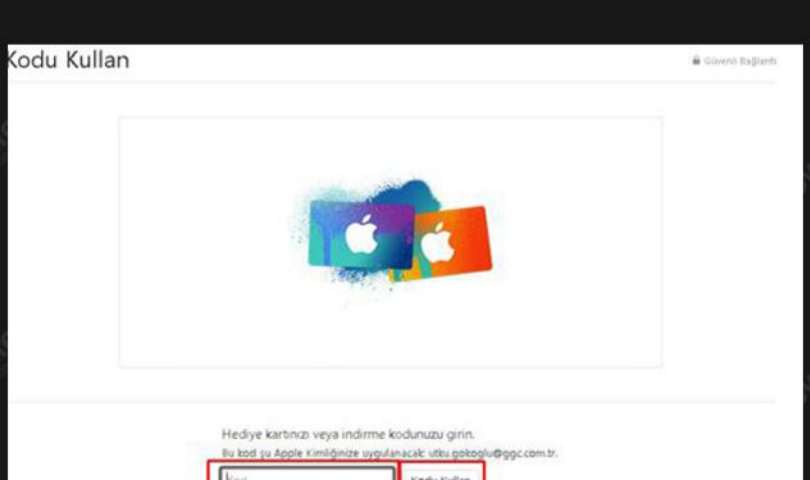 Kodu Kullan
Güvenli Bağlantı
Hediye kartınızı veya indirme kodunuzu girin.
Bu kod şu Apple Kimliğinize uygulanacak: utku.gokoglu@ggc.com.tr.
Kodu Kullan